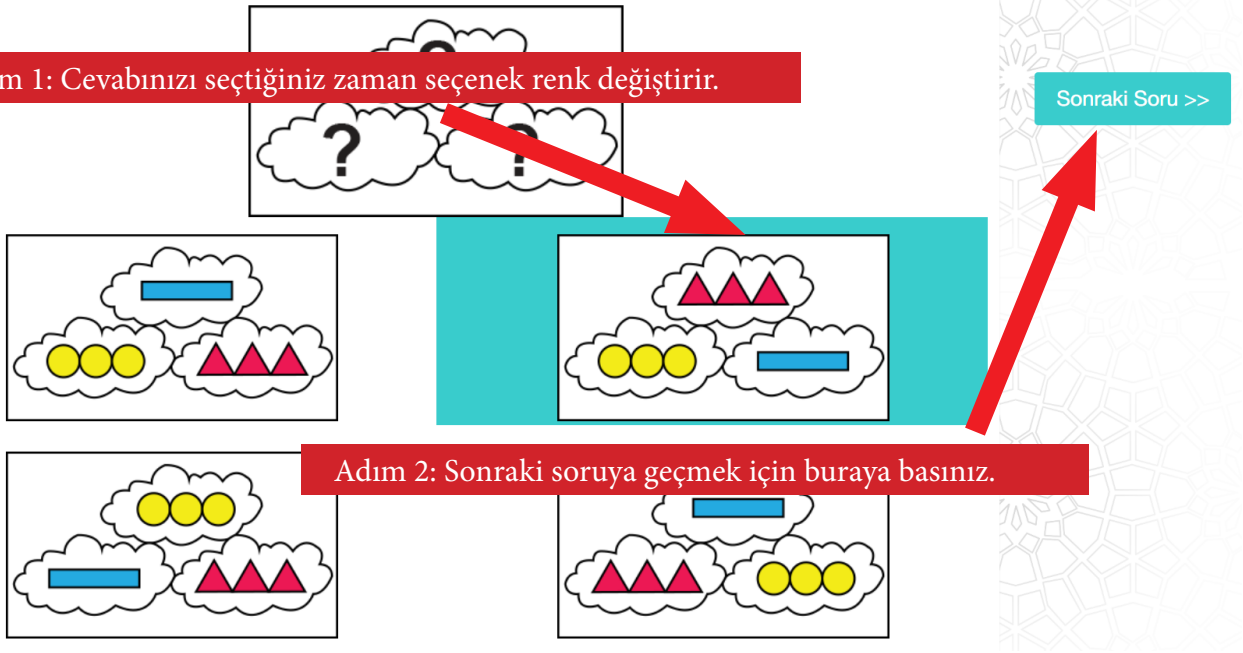 m 1: Cevabınızı seçtiğiniz zaman seçenek renk değiştirir.
Sonraki Soru >>
?
? ?
Adım 2: Sonraki soruya geçmek için buraya basınız.